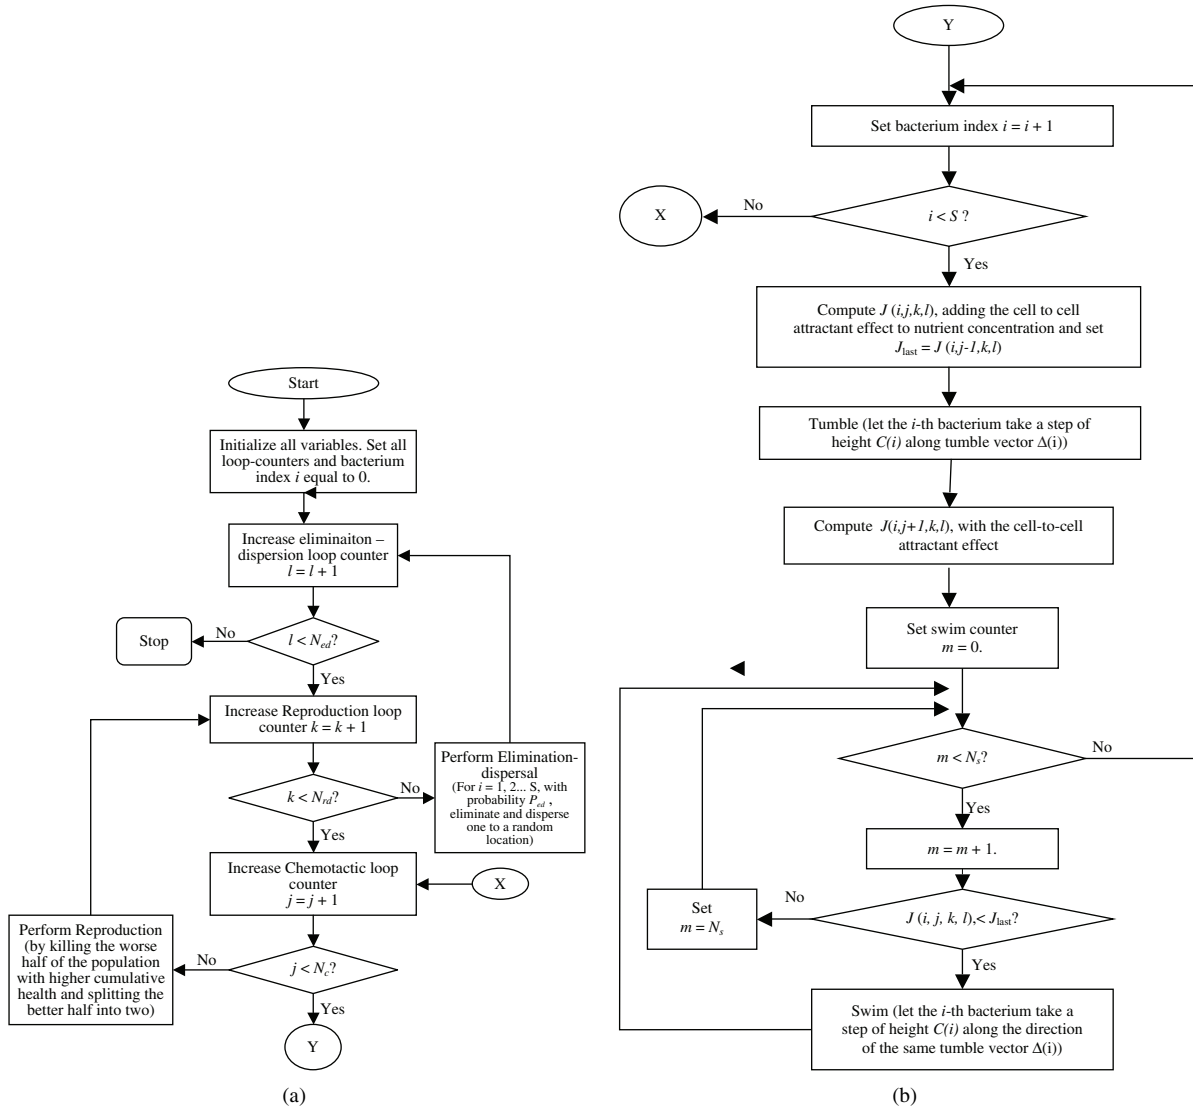 Start
Initialize all variables. Set all
loop-counters and bacterium
index i equal to 0.
Increase eliminaiton –
dispersion loop counter
l = l + 1
l < Ned?
No
Stop
Yes
Increase Reproduction loop
counter k = k + 1
k < Nrd?
No
Perform Elimination-
dispersal
(For i = 1, 2... S, with
probability Ped ,
eliminate and disperse
one to a random
location)
Yes
Increase Chemotactic loop
counter
j = j + 1
X
j < Nc?
No
Perform Reproduction
(by killing the worse
half of the population
with higher cumulative
health and splitting the
better half into two)
Yes
Y
(a)
Y
Set bacterium index i = i + 1
i < S ?
No
X
Yes
Compute J (i,j,k,l), adding the cell to cell
attractant effect to nutrient concentration and set
Jlast = J (i,j-1,k,l)
Tumble (let the i-th bacterium take a step of
height C(i) along tumble vector Δ(i))
Compute J(i,j+1,k,l), with the cell-to-cell
attractant effect
Set swim counter
m = 0.
m < Ns?
No
Yes
m = m + 1.
J (i, j, k, l),< Jlast?
No
Set
m = Ns
Yes
Swim (let the i-th bacterium take a
step of height C(i) along the direction
of the same tumble vector Δ(i))
(b)